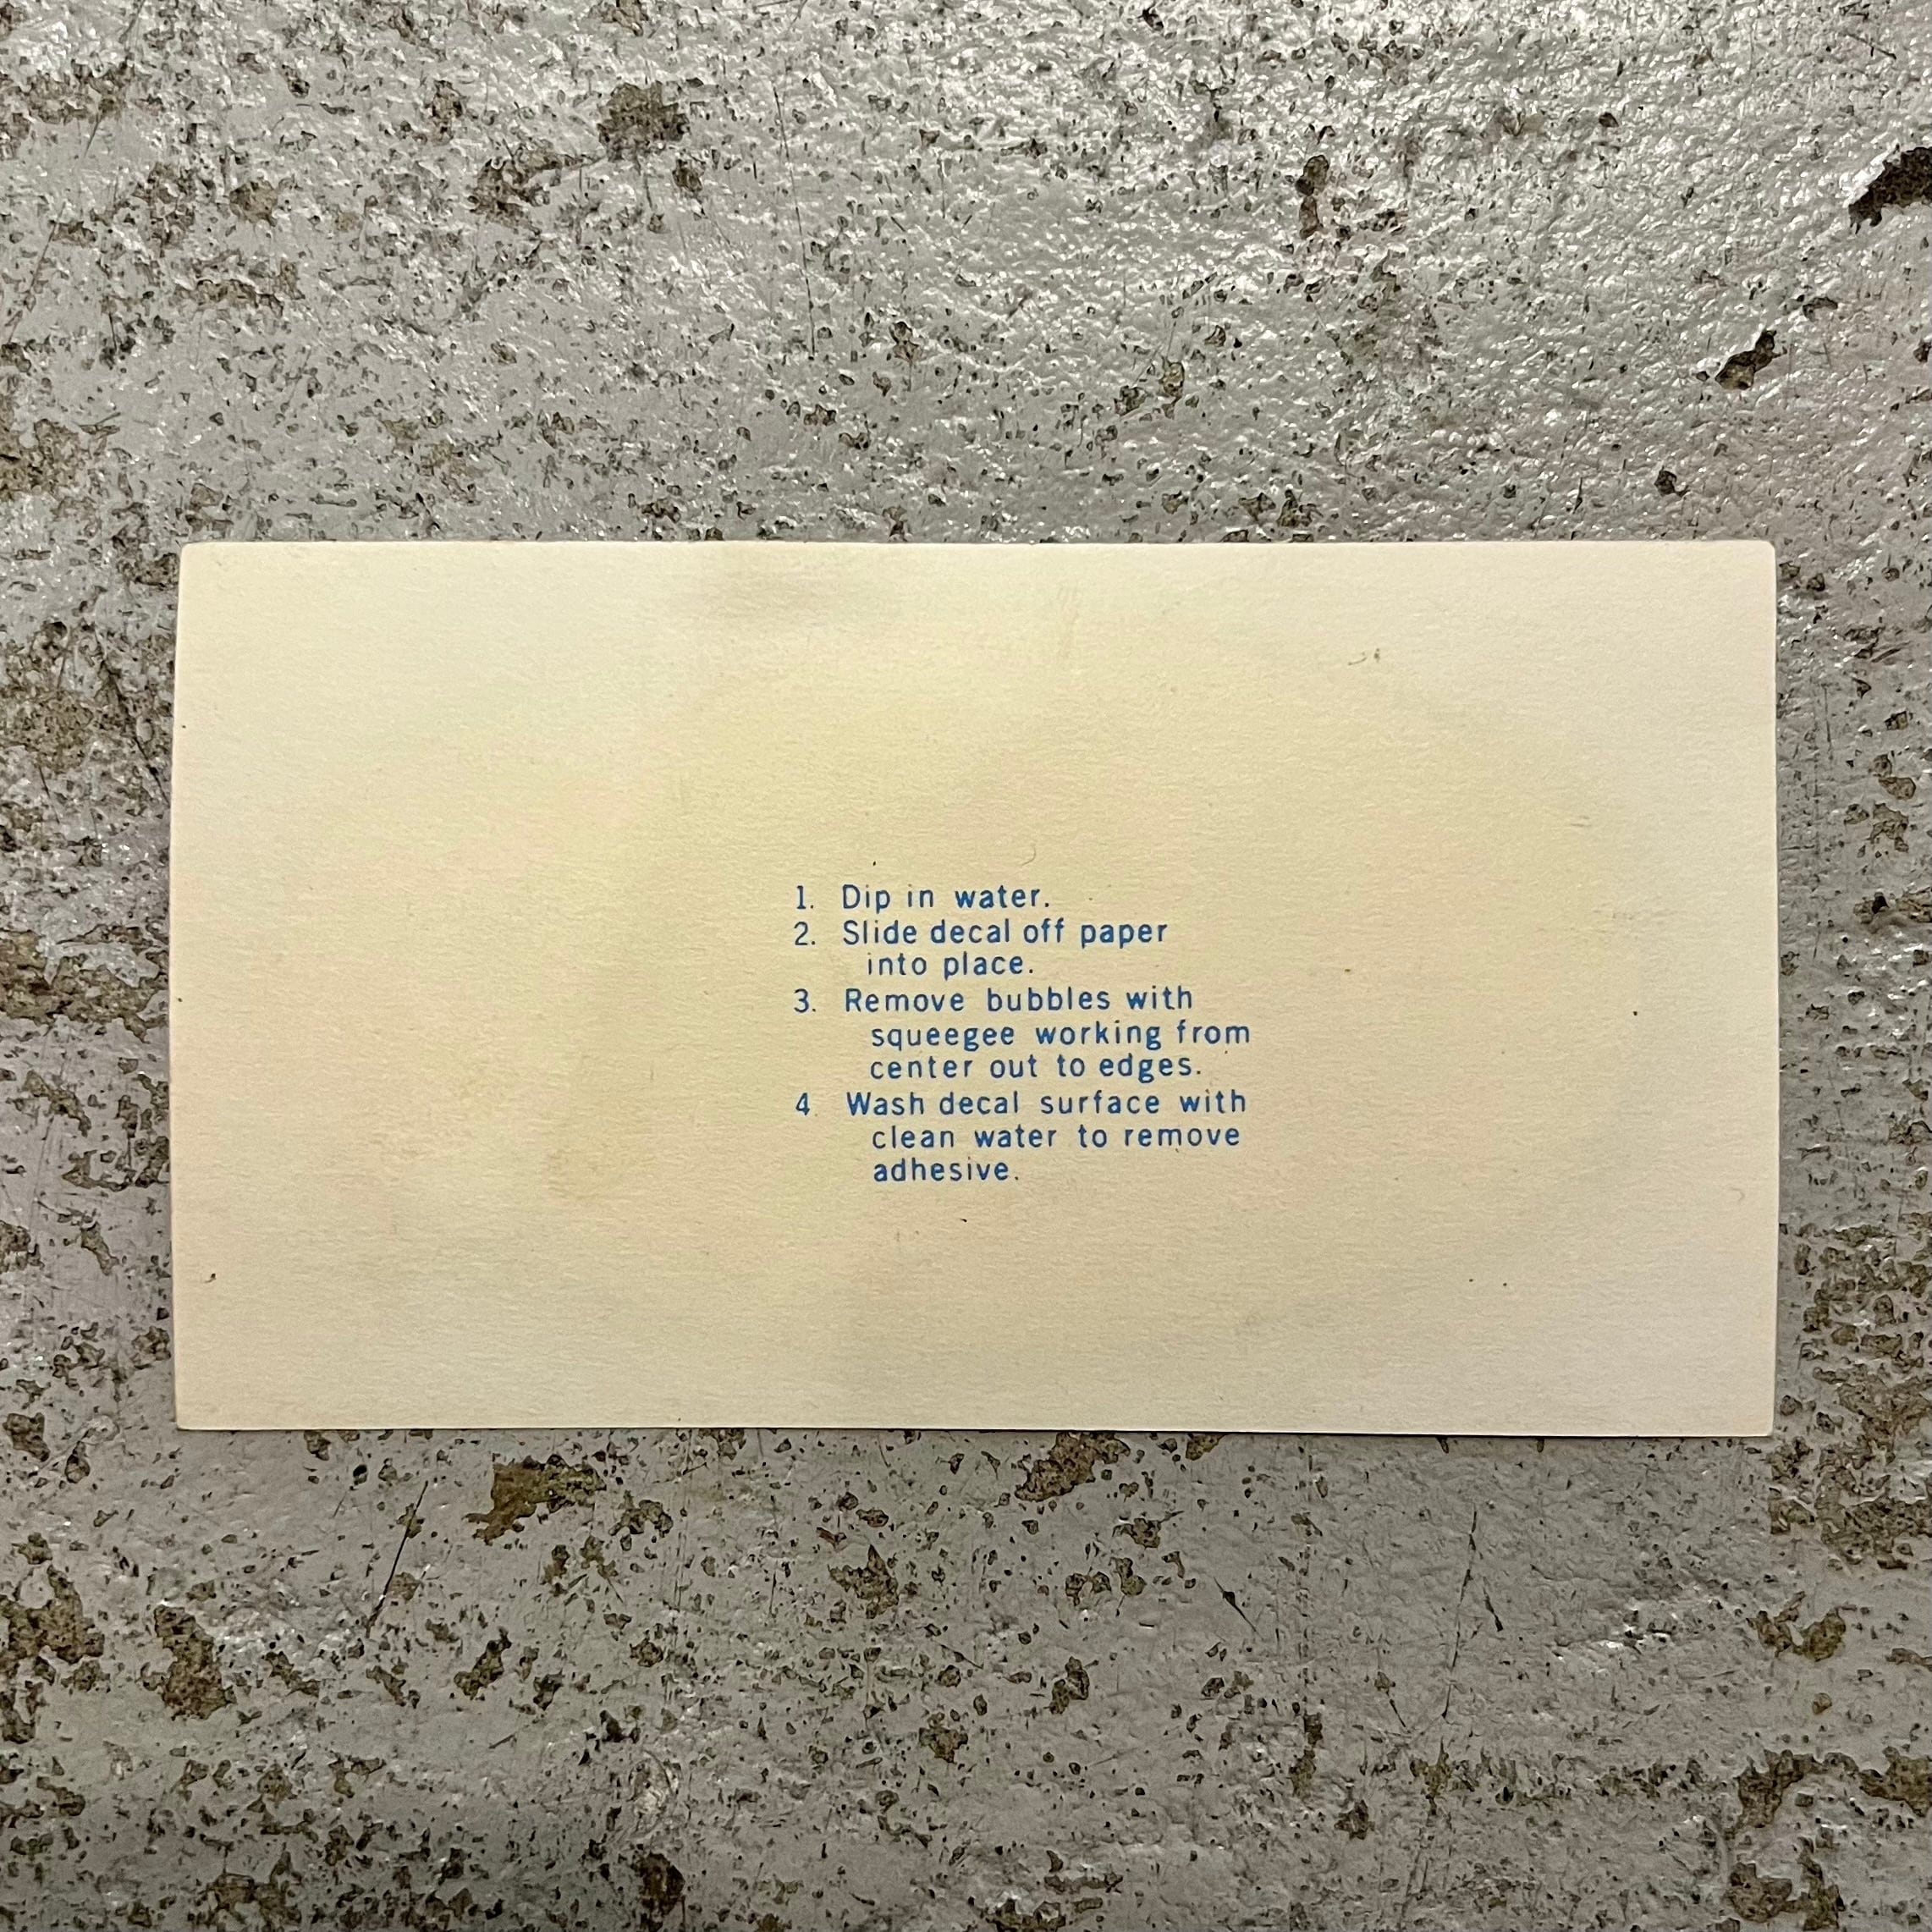 1. Dip in water.
2. Slide decal off paper
into place.
3. Remove bubbles with
squeegee working from
center out to edges.
4. Wash decal surface with
clean water to remove
adhesive.